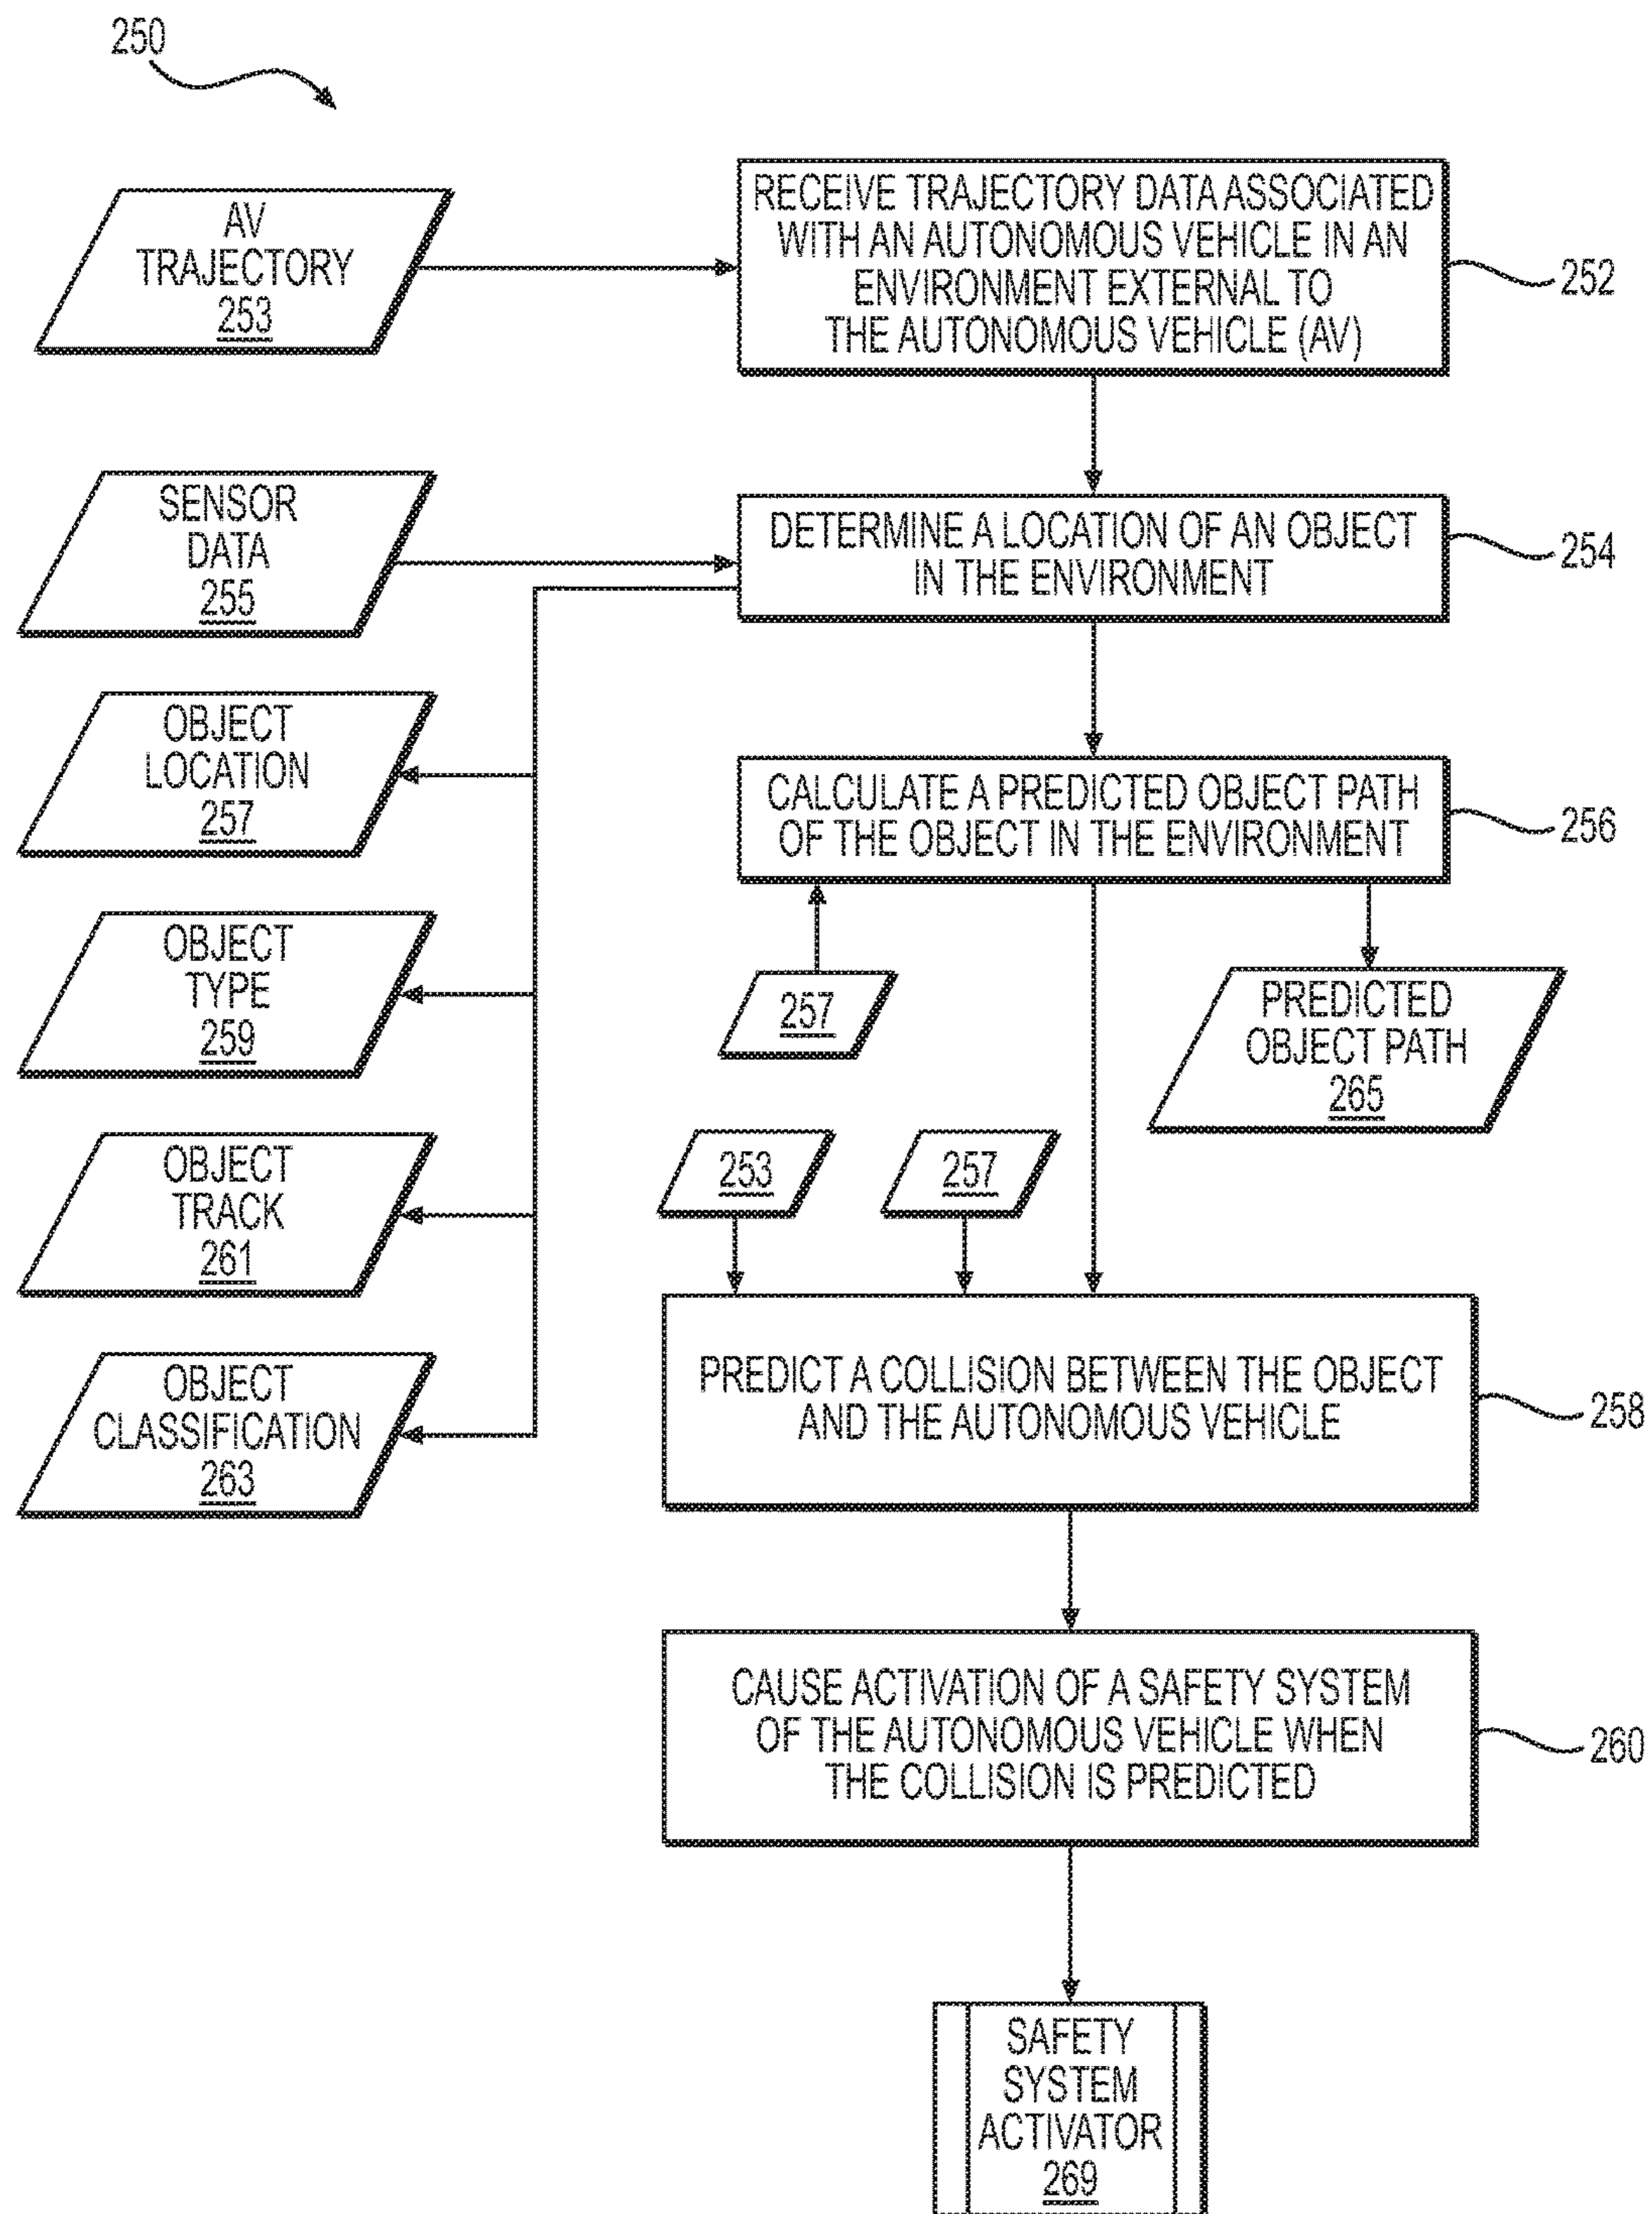 250
AV
TRAJECTORY
253
RECEIVE TRAJECTORY DATA ASSOCIATED
WITH AN AUTONOMOUS VEHICLE IN AN
ENVIRONMENT EXTERNAL TO
THE AUTONOMOUS VEHICLE (AV)
252
SENSOR
DATA
255
DETERMINE A LOCATION OF AN OBJECT
IN THE ENVIRONMENT
254
OBJECT
LOCATION
257
CALCULATE A PREDICTED OBJECT PATH
OF THE OBJECT IN THE ENVIRONMENT
256
OBJECT
TYPE
259
257
PREDICTED
OBJECT PATH
265
OBJECT
TRACK
261
253
257
OBJECT
CLASSIFICATION
263
PREDICT A COLLISION BETWEEN THE OBJECT
AND THE AUTONOMOUS VEHICLE
258
CAUSE ACTIVATION OF A SAFETY SYSTEM
OF THE AUTONOMOUS VEHICLE WHEN
THE COLLISION IS PREDICTED
260
SAFETY
SYSTEM
ACTIVATOR
269